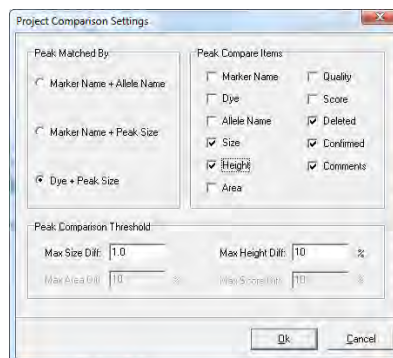 Project Comparison Settings
Peak Matched By:
Marker Name + Allele Name
Marker Name + Peak Size
Dye + Peak Size
Peak Compare Items
Marker Name
Quality
Dye
Score
Allele Name
Deleted
Size
Confirmed
Height
Comments
Area
Peak Comparison Threshold
Max Size Diff: 1.0
Max Height Diff: 10 %
Max Area Diff: 10 %
Max Score Diff: 10 %
Ok
Cancel